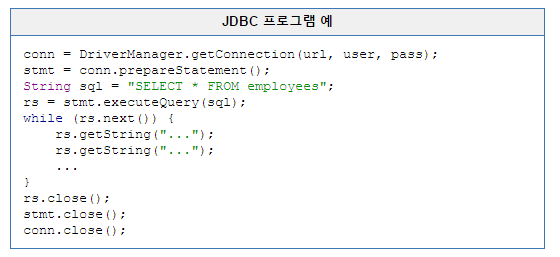 JDBC 프로그램 예
conn = DriverManager.getConnection(url, user, pass);
stmt = conn.prepareStatement();
String sql = "SELECT * FROM employees";
rs = stmt.executeQuery(sql);
while (rs.next()) {
    rs.getString("...");
    rs.getString("...");
    ...
}
rs.close();
stmt.close();
conn.close();